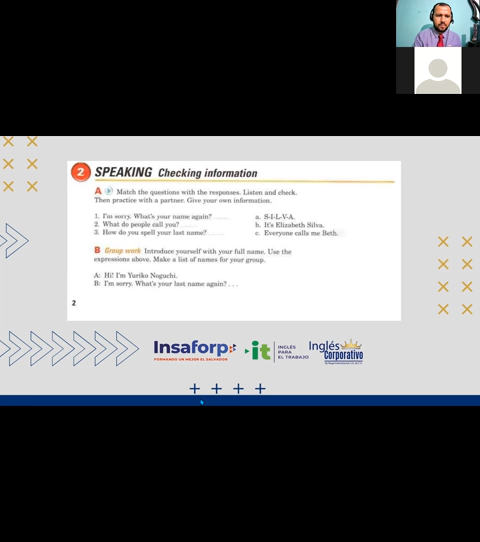 2 SPEAKING Checking information
A Match the questions with the responses. Listen and check.
Then practice with a partner. Give your own information.
1. I'm sorry. What's your name again? ........ a. S-I-L-V-A.
2. What do people call you? ........ b. It's Elizabeth Silva.
3. How do you spell your last name? ........ c. Everyone calls me Beth.
B Group work Introduce yourself with your full name. Use the
expressions above. Make a list of names for your group.
A: Hi! I'm Yuriko Noguchi.
B: I'm sorry. What's your last name again? . . .
2
Insaforp
FORMANDO UN MEJOR EL SALVADOR
it
INGLÉS
PARA
EL TRABAJO
Inglés
Corporativo